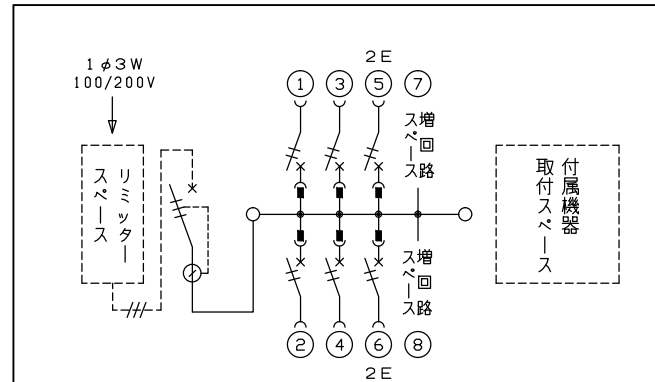 1φ3W
100/200V
リミッター
スペース
2E
① ③ ⑤ ⑦
増回路
スペース
増回路
スペース
② ④ ⑥ ⑧
2E
付属機器
取付スペース